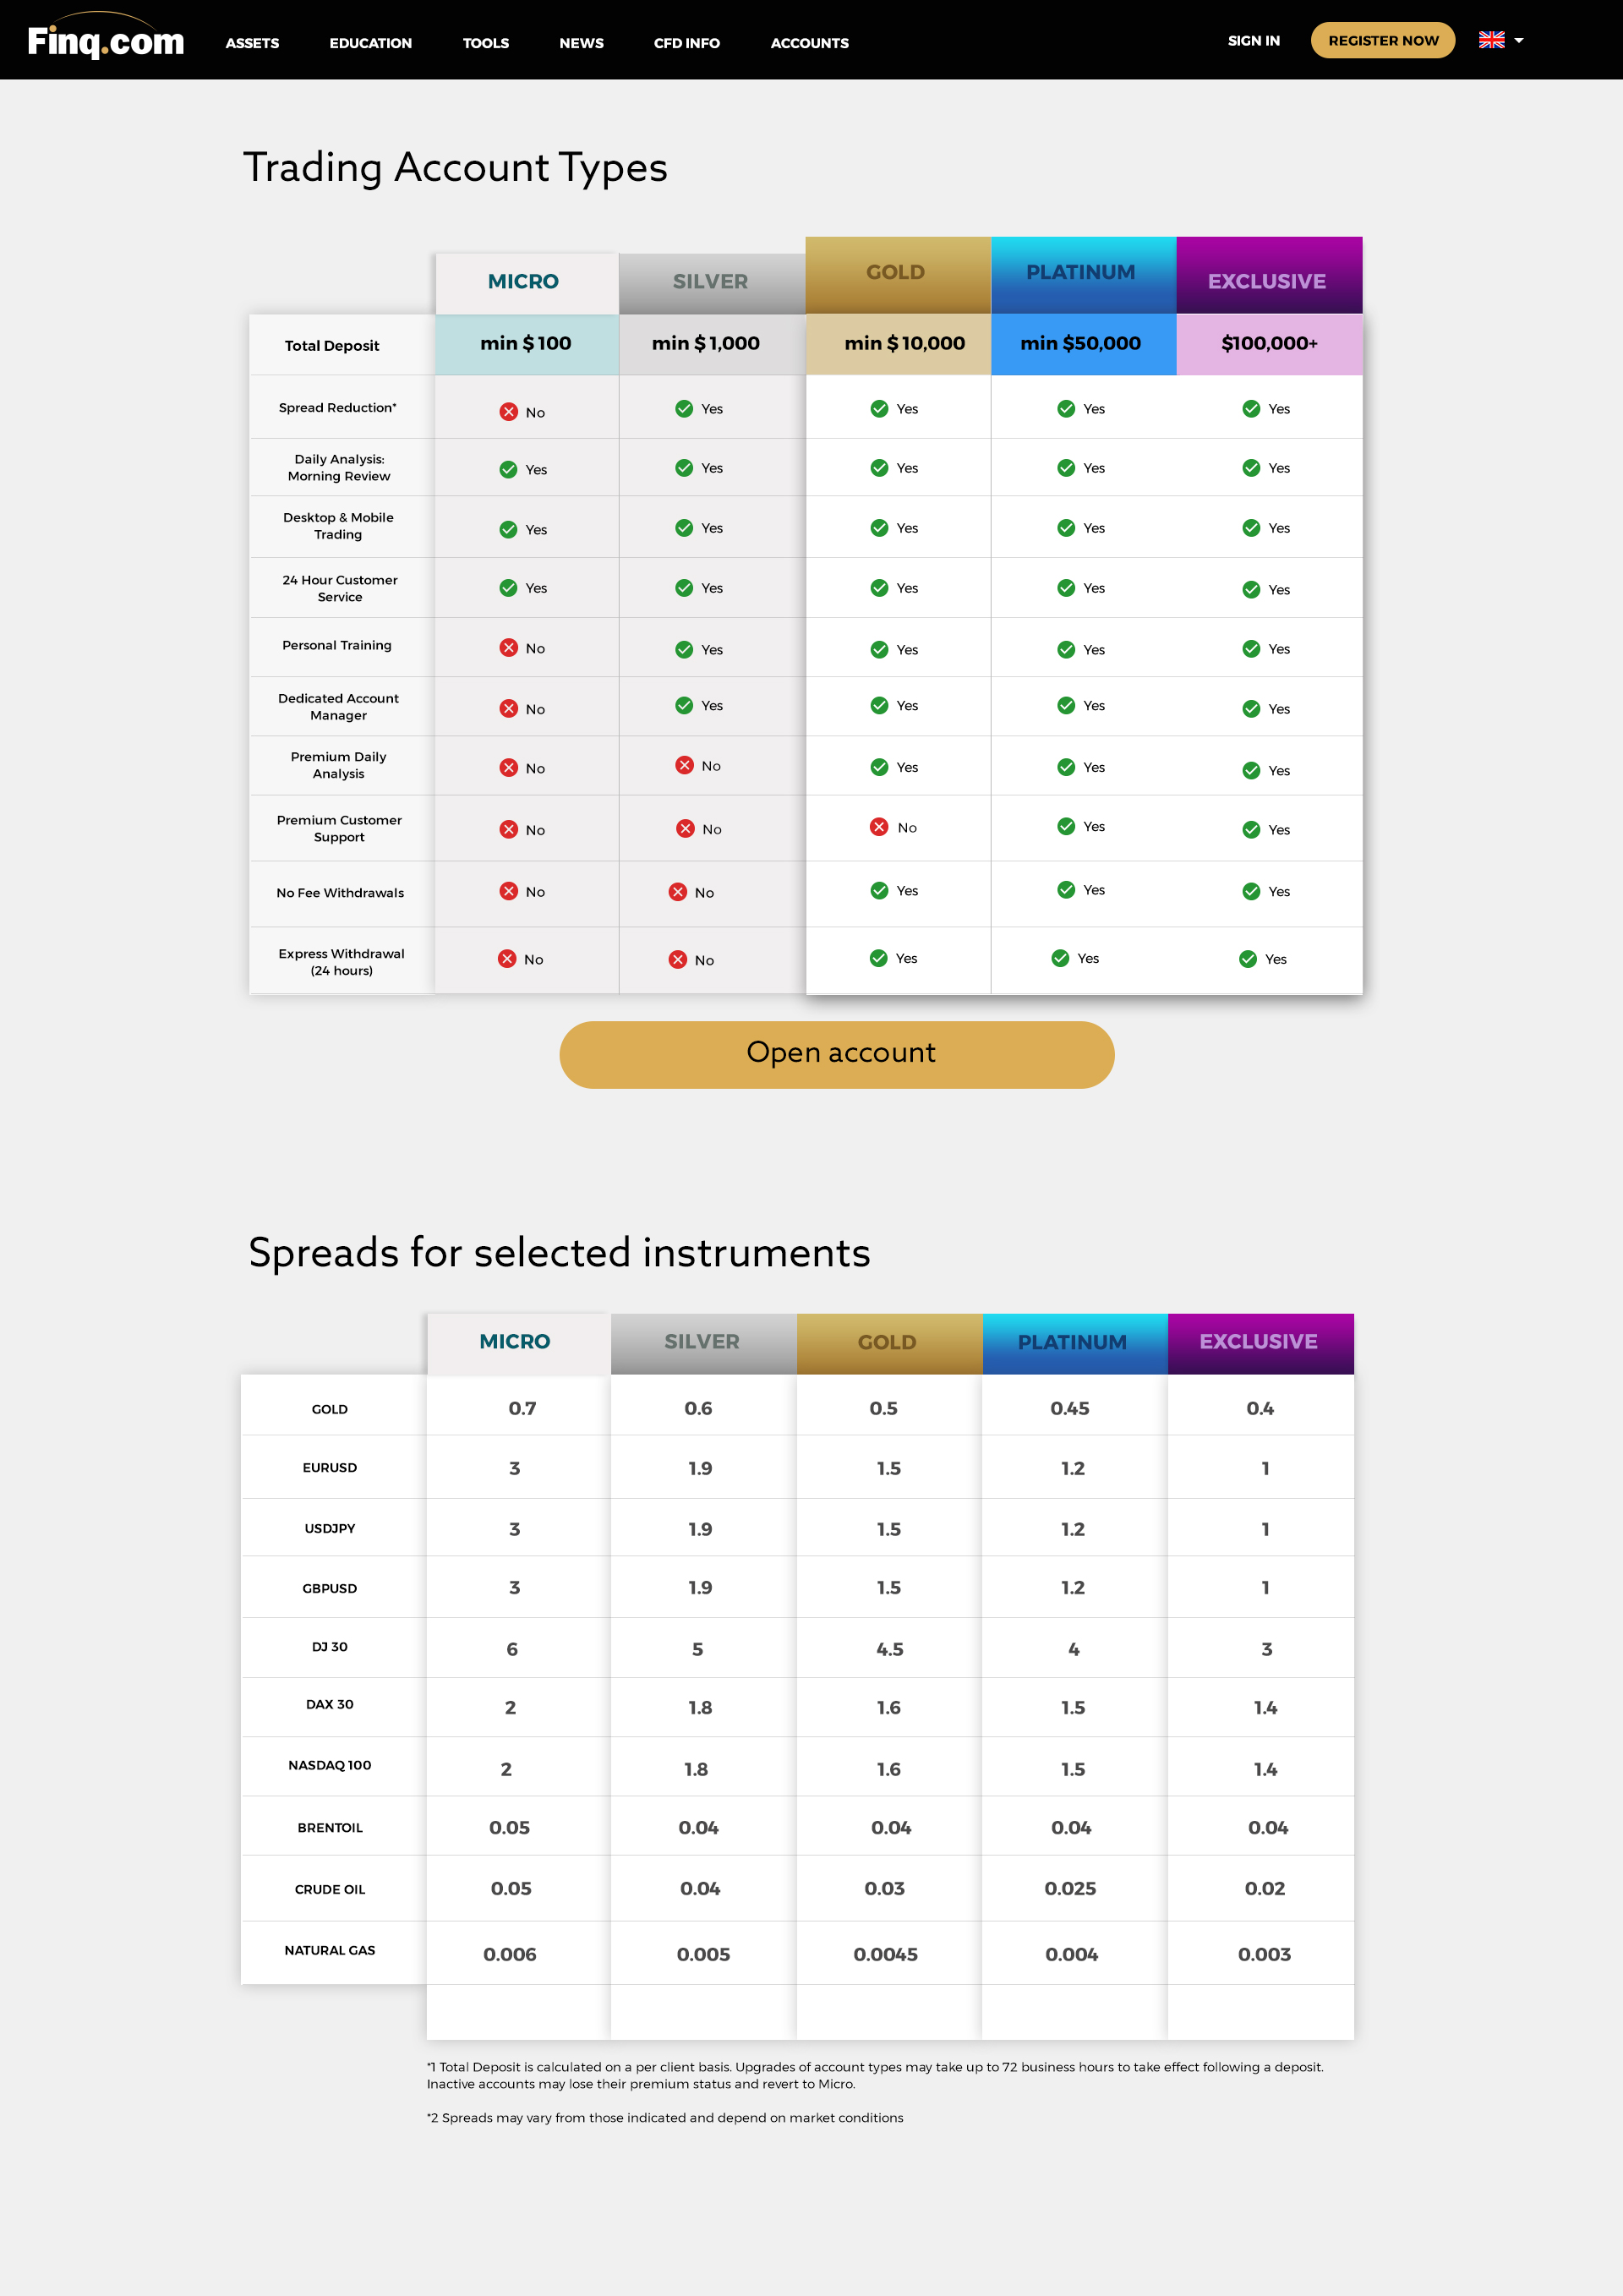 Finq.com
ASSETS EDUCATION TOOLS NEWS CFD INFO ACCOUNTS SIGN IN REGISTER NOW
Trading Account Types
MICRO SILVER GOLD PLATINUM EXCLUSIVE
Total Deposit min $ 100 min $ 1,000 min $ 10,000 min $50,000 $100,000+
Spread Reduction* No Yes Yes Yes Yes
Daily Analysis:
Morning Review Yes Yes Yes Yes Yes
Desktop & Mobile
Trading Yes Yes Yes Yes Yes
24 Hour Customer
Service Yes Yes Yes Yes Yes
Personal Training No Yes Yes Yes Yes
Dedicated Account
Manager No Yes Yes Yes Yes
Premium Daily
Analysis No No Yes Yes Yes
Premium Customer
Support No No No Yes Yes
No Fee Withdrawals No No Yes Yes Yes
Express Withdrawal
(24 hours) No No Yes Yes Yes
Open account
Spreads for selected instruments
MICRO SILVER GOLD PLATINUM EXCLUSIVE
GOLD 0.7 0.6 0.5 0.45 0.4
EURUSD 3 1.9 1.5 1.2 1
USDJPY 3 1.9 1.5 1.2 1
GBPUSD 3 1.9 1.5 1.2 1
DJ 30 6 5 4.5 4 3
DAX 30 2 1.8 1.6 1.5 1.4
NASDAQ 100 2 1.8 1.6 1.5 1.4
BRENTOIL 0.05 0.04 0.04 0.04 0.04
CRUDE OIL 0.05 0.04 0.03 0.025 0.02
NATURAL GAS 0.006 0.005 0.0045 0.004 0.003
*1 Total Deposit is calculated on a per client basis. Upgrades of account types may take up to 72 business hours to take effect following a deposit.
Inactive accounts may lose their premium status and revert to Micro.
*2 Spreads may vary from those indicated and depend on market conditions